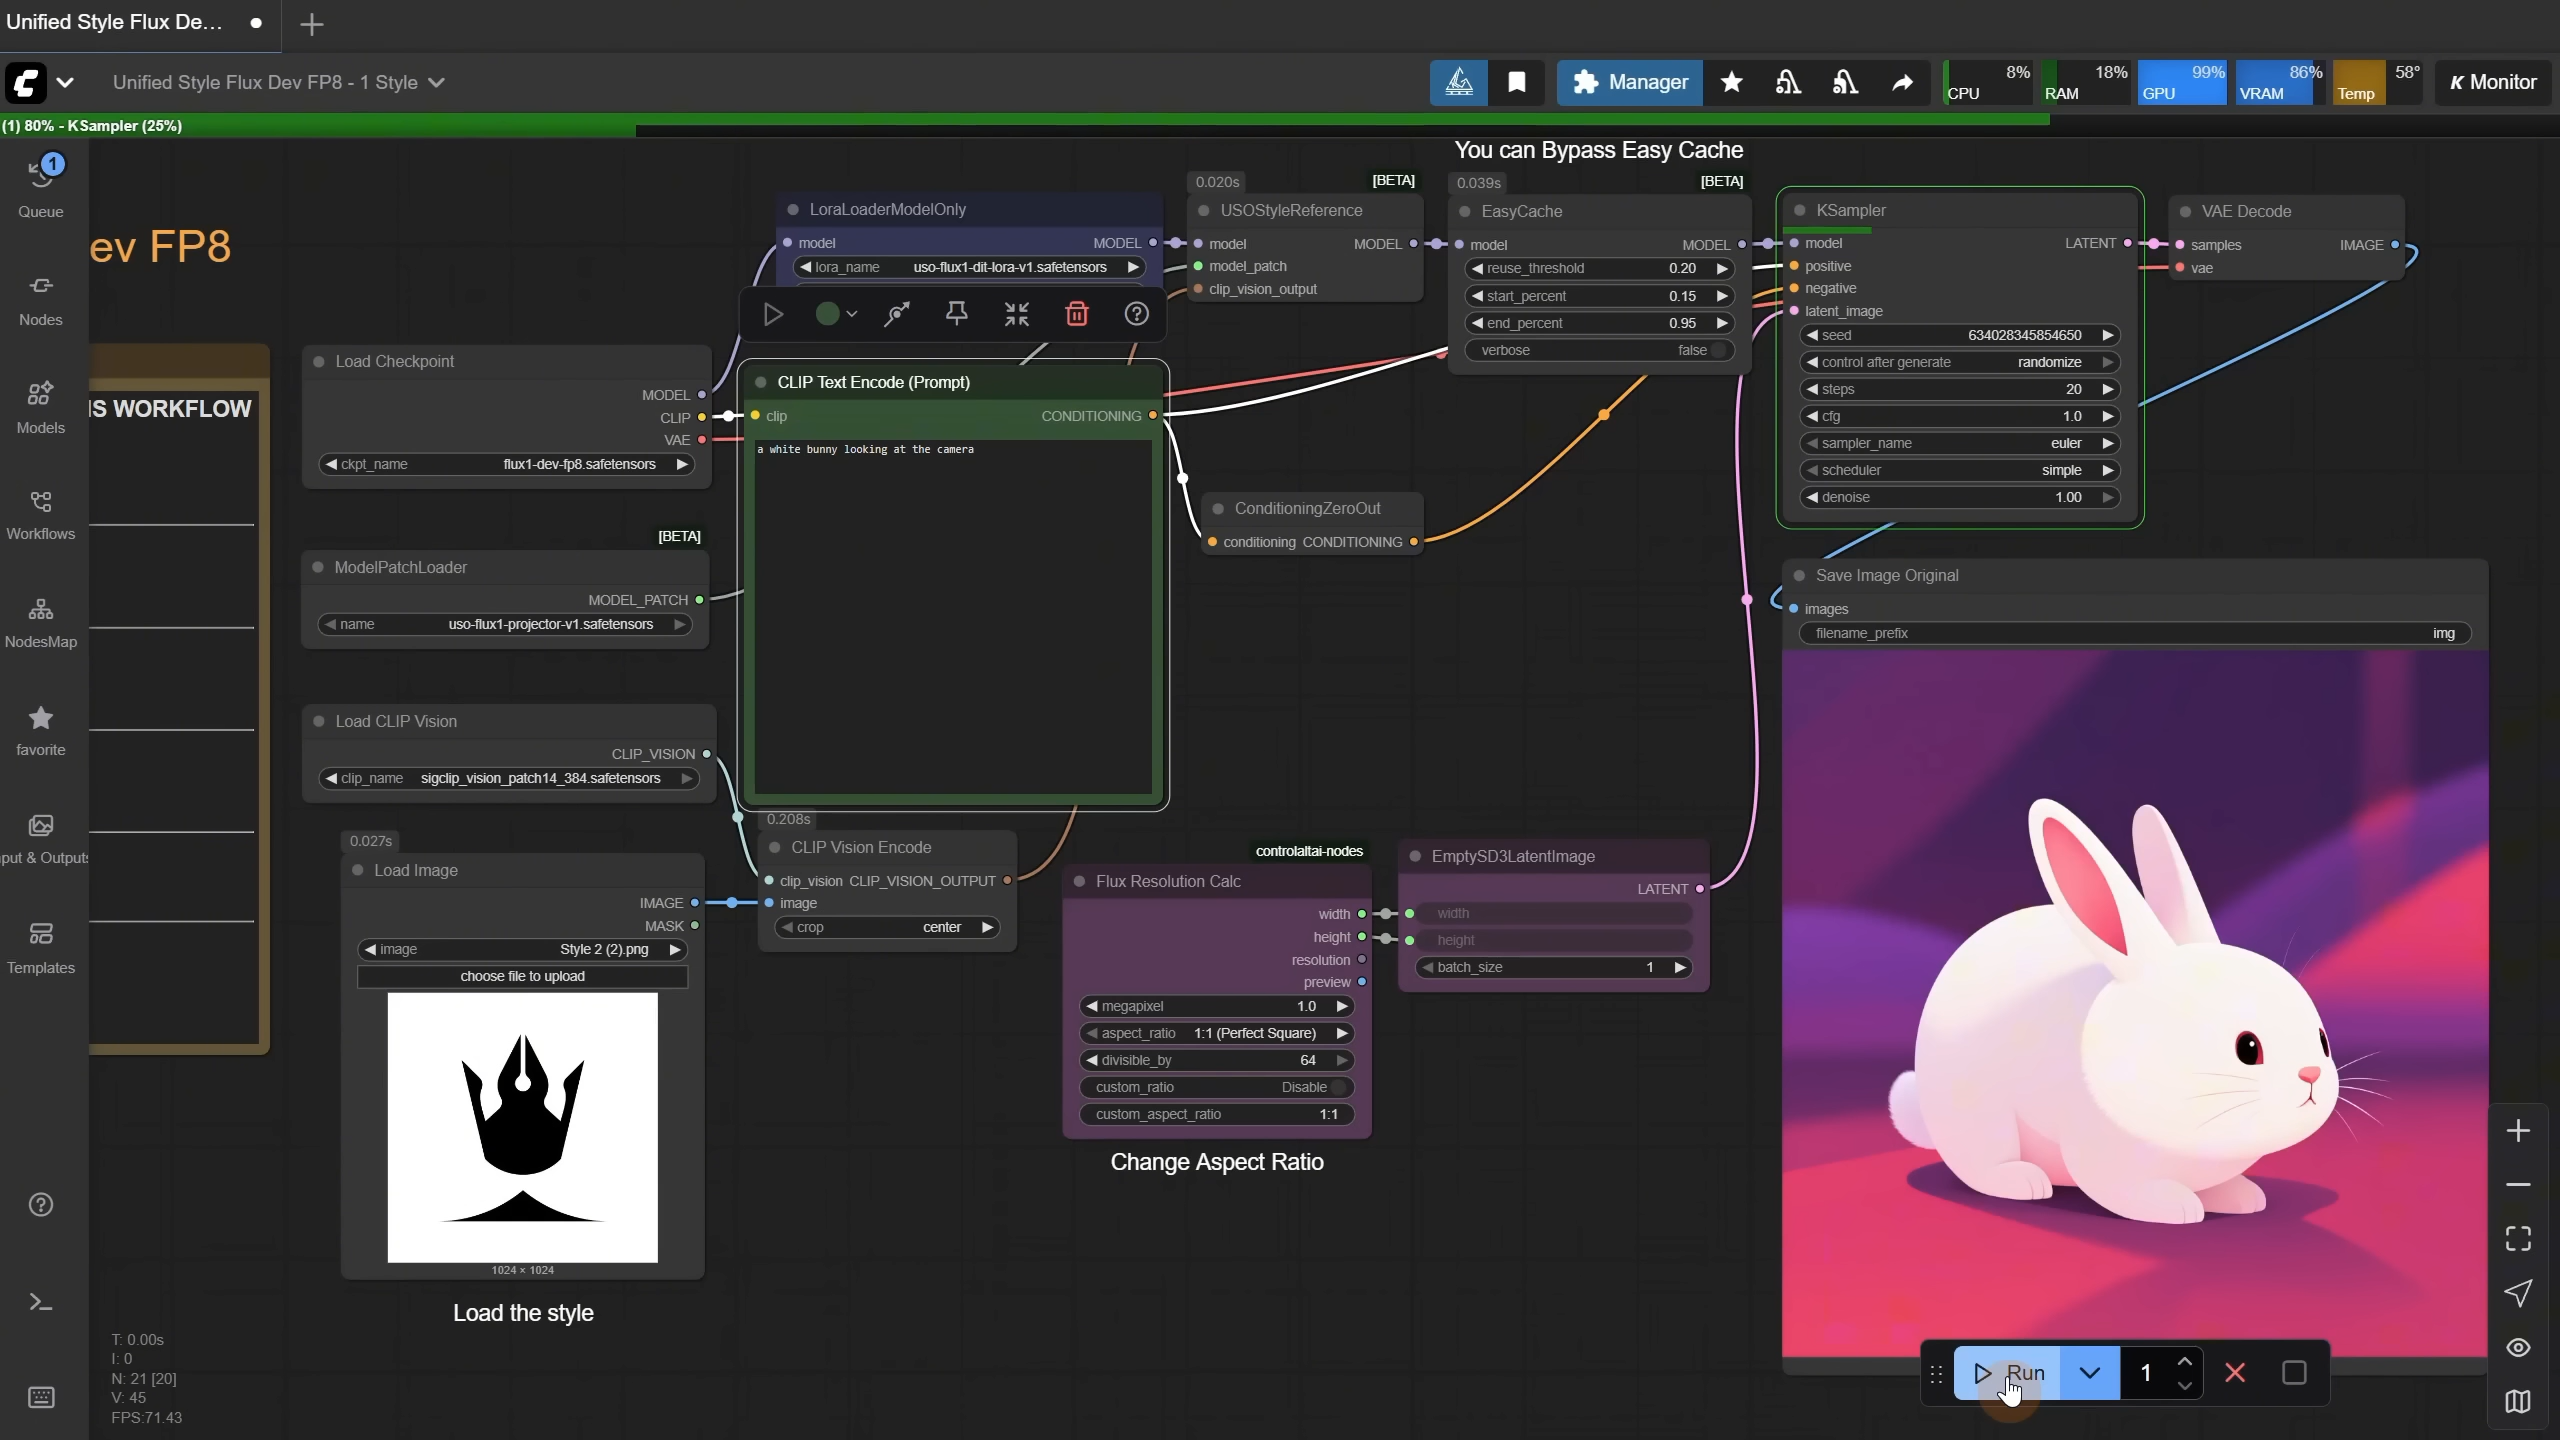 Unified Style Flux De...
Unified Style Flux Dev FP8 - 1 Style
Manager
8%
CPU
18%
RAM
99%
GPU
86%
VRAM
58°
Temp
K Monitor
(1) 80% - KSampler (25%)
1
Queue
Nodes
Models
Workflows
NodesMap
favorite
put & Outputs
Templates
ev FP8
IS WORKFLOW
You can Bypass Easy Cache
LoraLoaderModelOnly
model
MODEL
lora_name
uso-flux1-dit-lora-v1.safetensors
0.020s
[BETA]
USOStyleReference
model
MODEL
model_patch
clip_vision_output
0.039s
[BETA]
EasyCache
model
MODEL
reuse_threshold
0.20
start_percent
0.15
end_percent
0.95
verbose
false
KSampler
model
LATENT
positive
negative
latent_image
seed
634028345854650
control after generate
randomize
steps
20
cfg
1.0
sampler_name
euler
scheduler
simple
denoise
1.00
VAE Decode
samples
IMAGE
vae
Load Checkpoint
MODEL
CLIP
VAE
ckpt_name
flux1-dev-fp8.safetensors
CLIP Text Encode (Prompt)
clip
CONDITIONING
a white bunny looking at the camera
ConditioningZeroOut
conditioning
CONDITIONING
[BETA]
ModelPatchLoader
MODEL_PATCH
name
uso-flux1-projector-v1.safetensors
Save Image Original
images
filename_prefix
img
Load CLIP Vision
CLIP_VISION
clip_name
sigclip_vision_patch14_384.safetensors
0.027s
Load Image
IMAGE
MASK
image
Style 2 (2).png
choose file to upload
1024 × 1024
Load the style
0.208s
CLIP Vision Encode
clip_vision
CLIP_VISION_OUTPUT
image
crop
center
controlaltai-nodes
Flux Resolution Calc
width
height
resolution
preview
megapixel
1.0
aspect_ratio
1:1 (Perfect Square)
divisible_by
64
custom_ratio
Disable
custom_aspect_ratio
1:1
Change Aspect Ratio
EmptySD3LatentImage
LATENT
width
height
batch_size
1
T: 0.00s
I: 0
N: 21 [20]
V: 45
FPS:71.43
Run
1